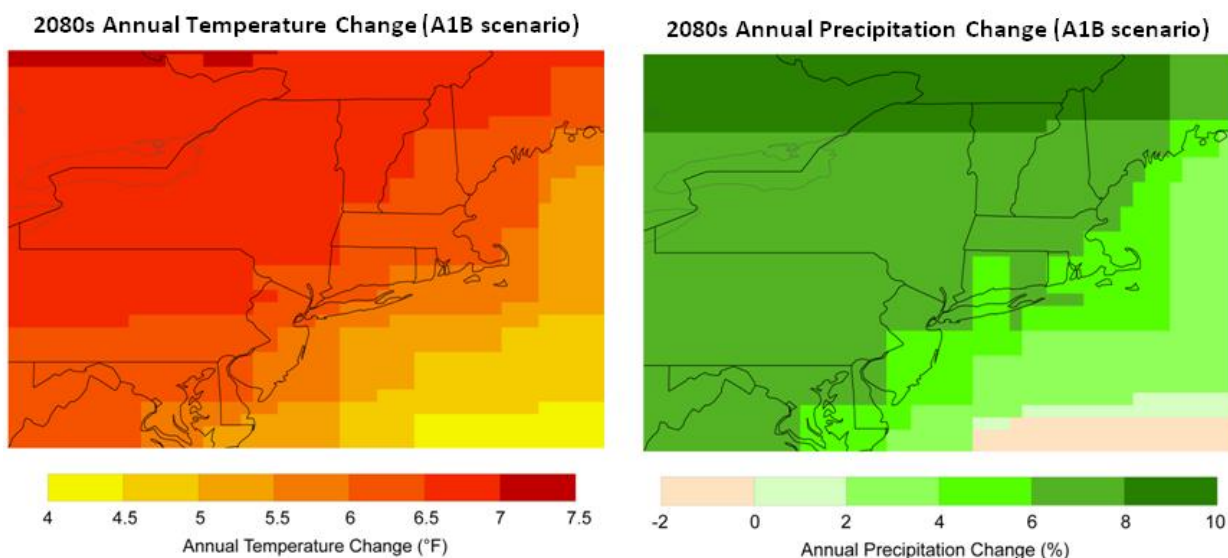 2080s Annual Temperature Change (A1B scenario)
2080s Annual Precipitation Change (A1B scenario)
4 4.5 5 5.5 6 6.5 7 7.5
Annual Temperature Change (°F)
-2 0 2 4 6 8 10
Annual Precipitation Change (%)